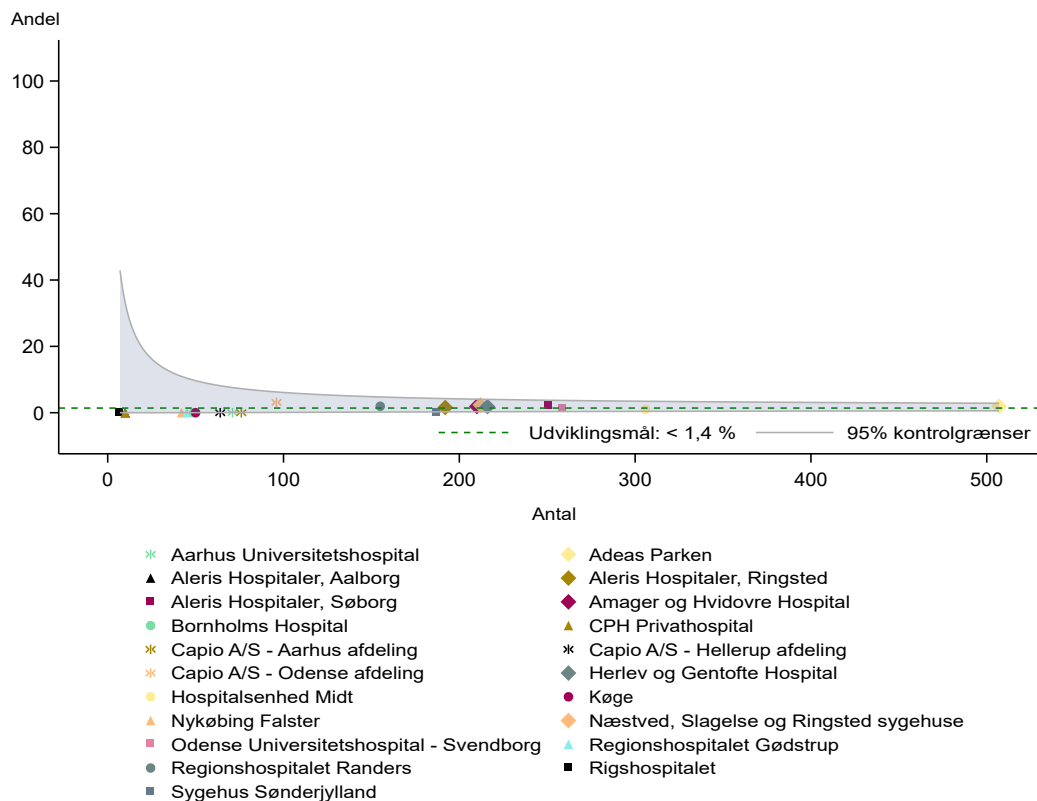 Andel
100
80
60
40
20
0
Udviklingsmål: < 1,4 % 95% kontrolgrænser
0 100 200 300 400 500
Antal
Aarhus Universitetshospital Adeas Parken
Aleris Hospitaler, Aalborg Aleris Hospitaler, Ringsted
Aleris Hospitaler, Søborg Amager og Hvidovre Hospital
Bornholms Hospital CPH Privathospital
Capio A/S - Aarhus afdeling Capio A/S - Hellerup afdeling
Capio A/S - Odense afdeling Herlev og Gentofte Hospital
Hospitalsenhed Midt Køge
Nykøbing Falster Næstved, Slagelse og Ringsted sygehuse
Odense Universitetshospital - Svendborg Regionshospitalet Gødstrup
Regionshospitalet Randers Rigshospitalet
Sygehus Sønderjylland